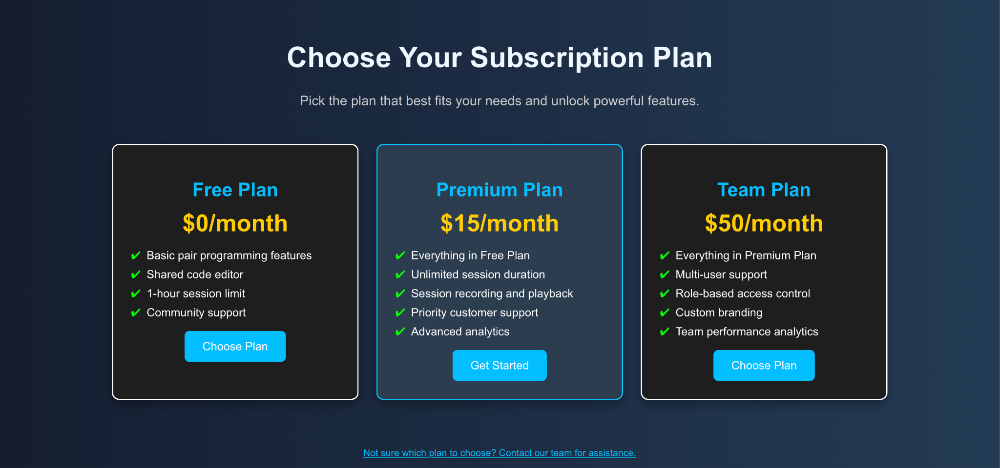 Choose Your Subscription Plan
Pick the plan that best fits your needs and unlock powerful features.
Free Plan
$0/month
✔ Basic pair programming features
✔ Shared code editor
✔ 1-hour session limit
✔ Community support
Choose Plan
Premium Plan
$15/month
✔ Everything in Free Plan
✔ Unlimited session duration
✔ Session recording and playback
✔ Priority customer support
✔ Advanced analytics
Get Started
Team Plan
$50/month
✔ Everything in Premium Plan
✔ Multi-user support
✔ Role-based access control
✔ Custom branding
✔ Team performance analytics
Choose Plan
Not sure which plan to choose? Contact our team for assistance.